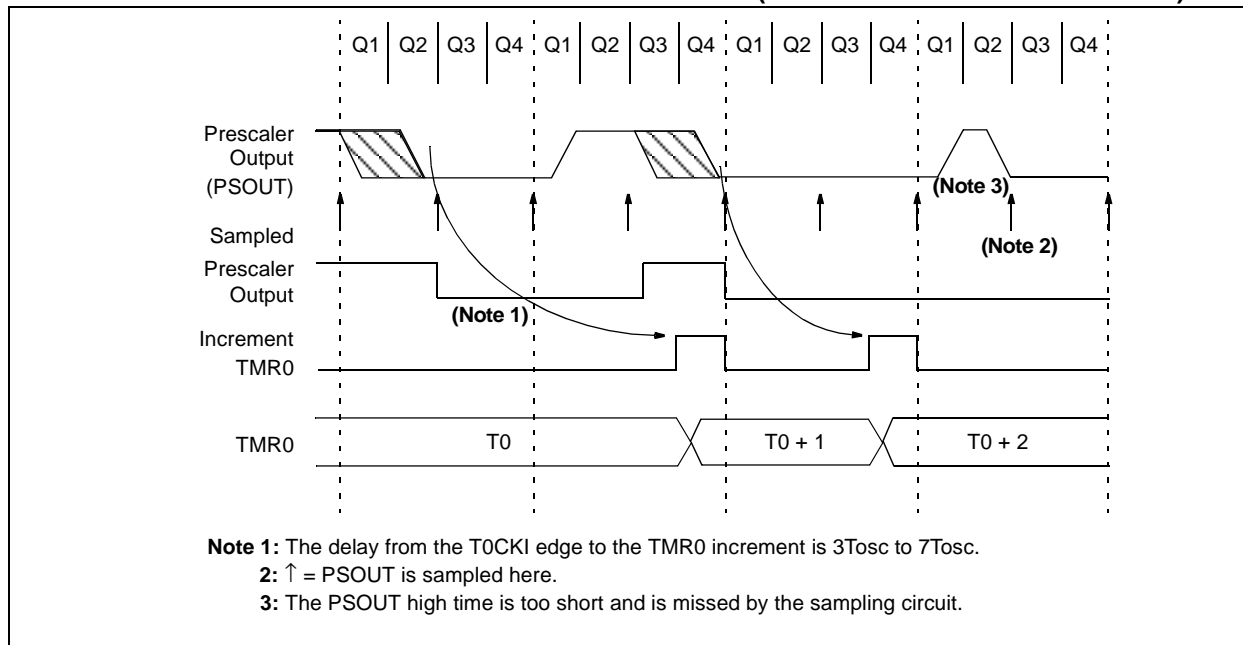 Q1 Q2 Q3 Q4 Q1 Q2 Q3 Q4 Q1 Q2 Q3 Q4 Q1 Q2 Q3 Q4
Prescaler
Output
(PSOUT)
(Note 3)
Sampled
(Note 2)
Prescaler
Output
(Note 1)
Increment
TMR0
TMR0 T0 T0 + 1 T0 + 2
Note 1: The delay from the T0CKI edge to the TMR0 increment is 3Tosc to 7Tosc.
2: ↑ = PSOUT is sampled here.
3: The PSOUT high time is too short and is missed by the sampling circuit.